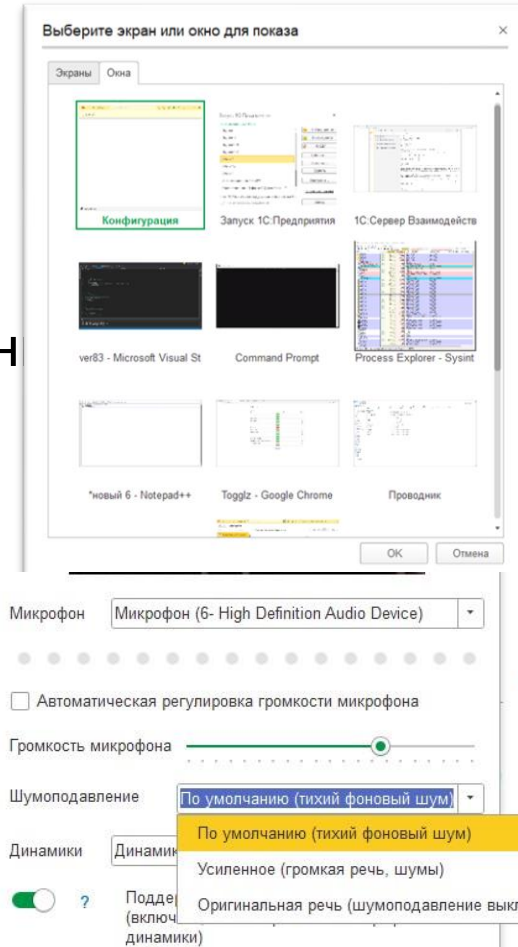 Выберите экран или окно для показа
Экраны Окна
Конфигурация
Запуск 1С:Предприятия
1С:Сервер Взаимодейств
ver83 - Microsoft Visual St
Command Prompt
Process Explorer - Sysint
*новый 6 - Notepad++
Togglz - Google Chrome
Проводник
OK Отмена
Микрофон Микрофон (6- High Definition Audio Device)
Автоматическая регулировка громкости микрофона
Громкость микрофона
Шумоподавление По умолчанию (тихий фоновый шум)
По умолчанию (тихий фоновый шум)
Динамики Динамик
Усиленное (громкая речь, шумы)
? Оригинальная речь (шумоподавление выкл
динамики)